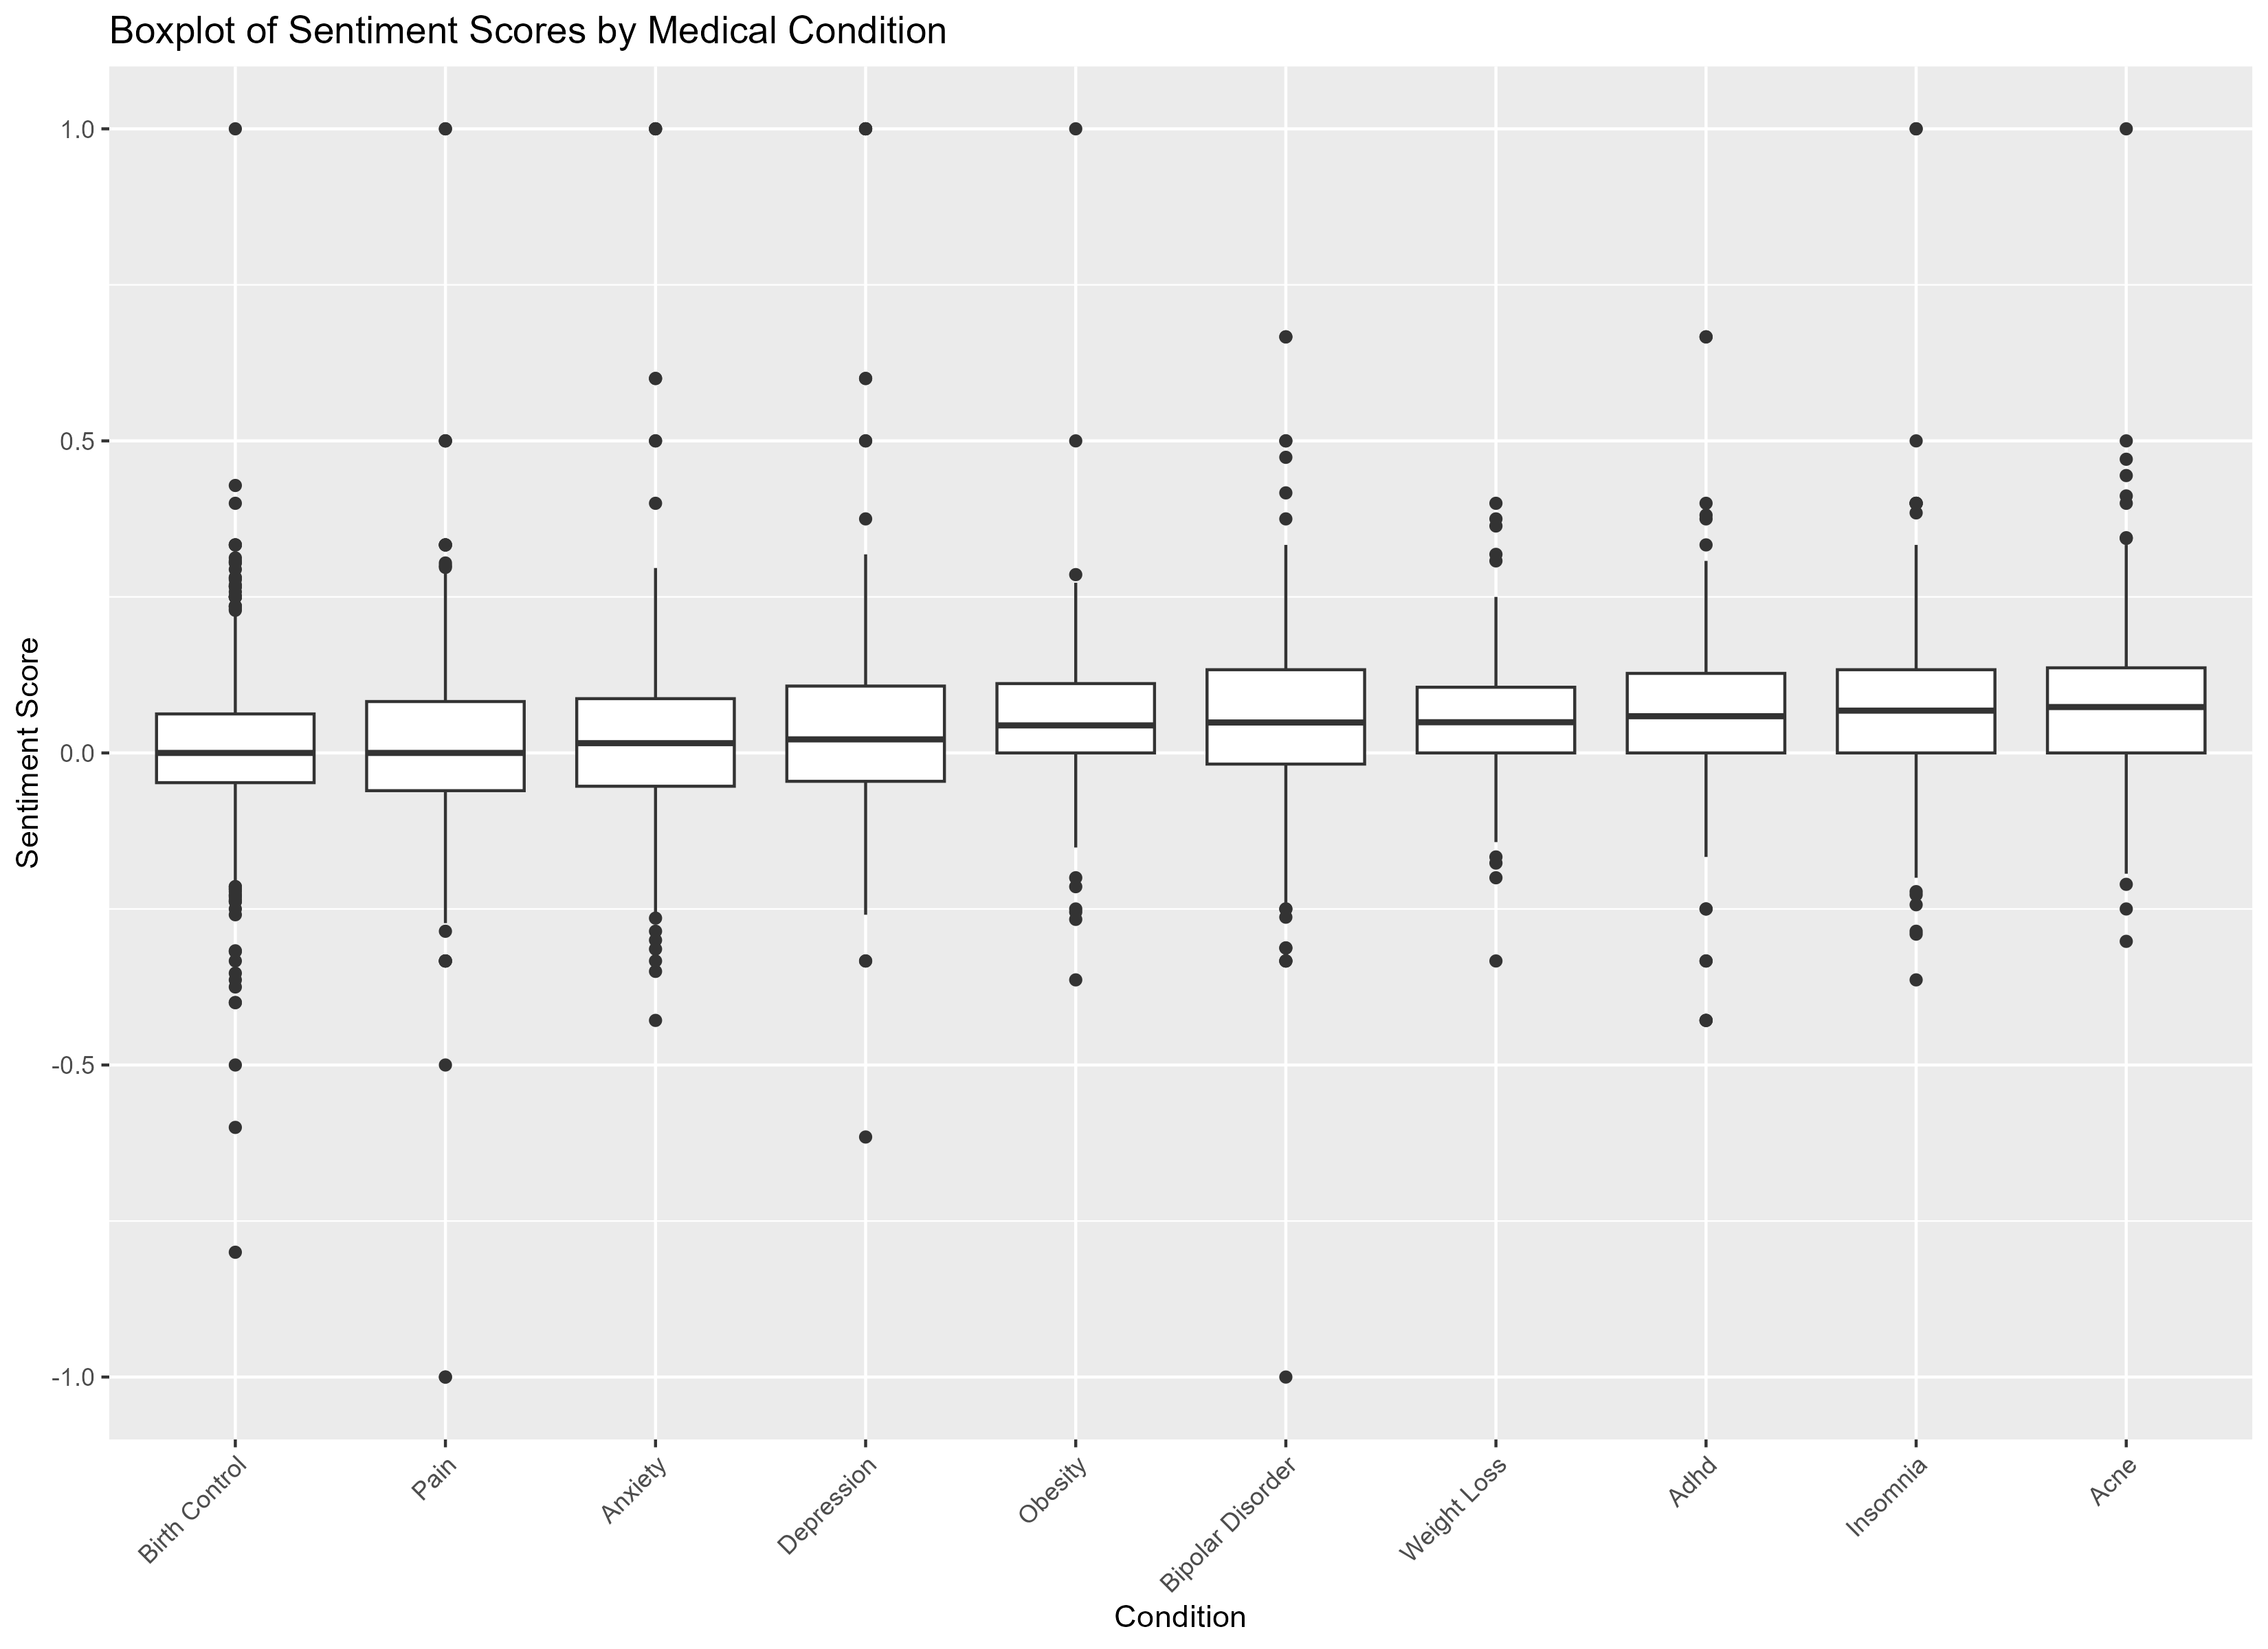 Boxplot of Sentiment Scores by Medical Condition
Sentiment Score
1.0
0.5
0.0
-0.5
-1.0
Birth Control
Pain
Anxiety
Depression
Obesity
Bipolar Disorder
Weight Loss
Adhd
Insomnia
Acne
Condition